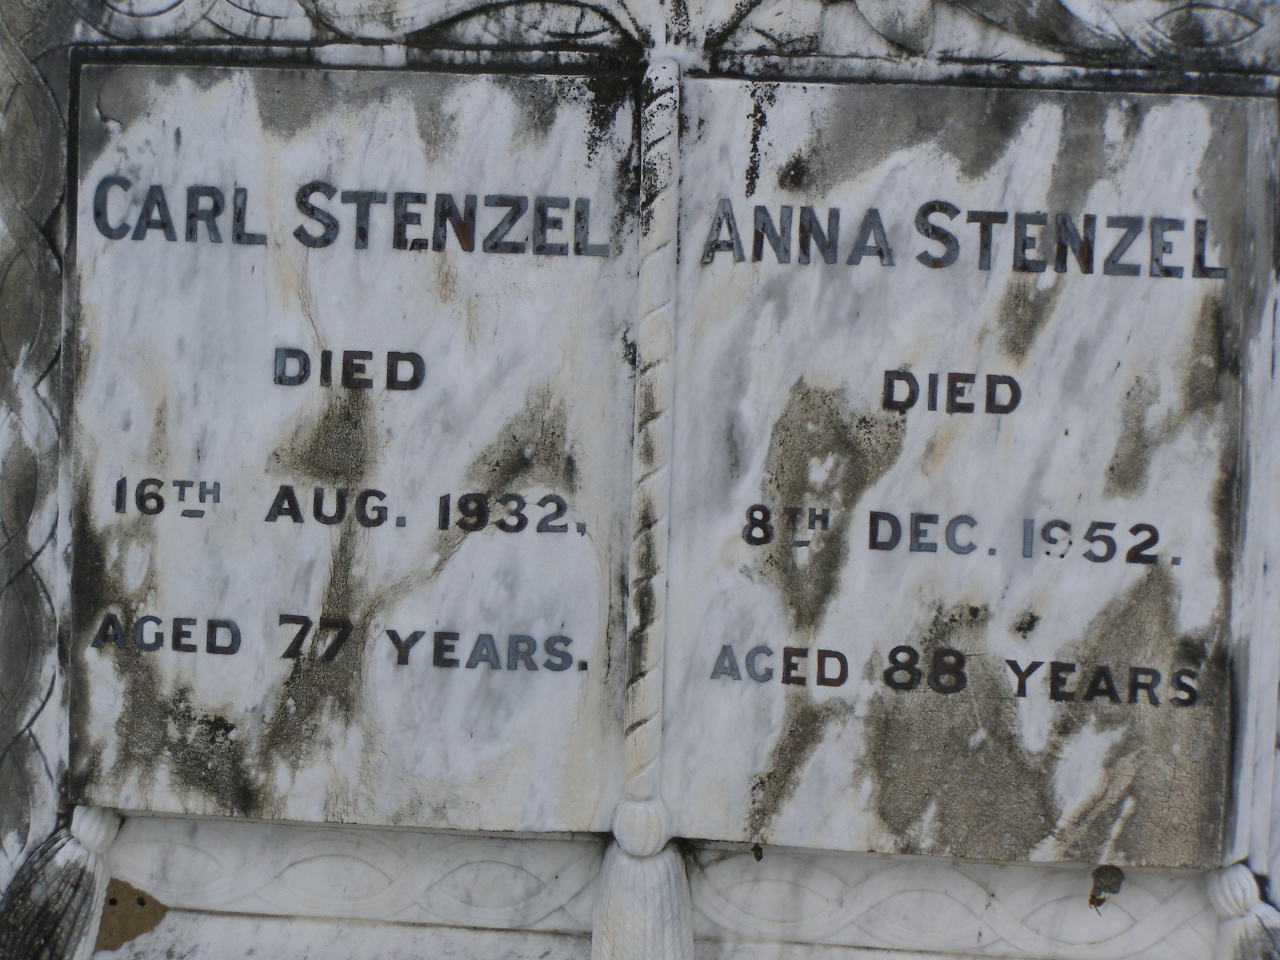 CARL STENZEL
DIED
16TH AUG. 1932,
AGED 77 YEARS.
ANNA STENZEL
DIED
8TH DEC. 1952.
AGED 88 YEARS